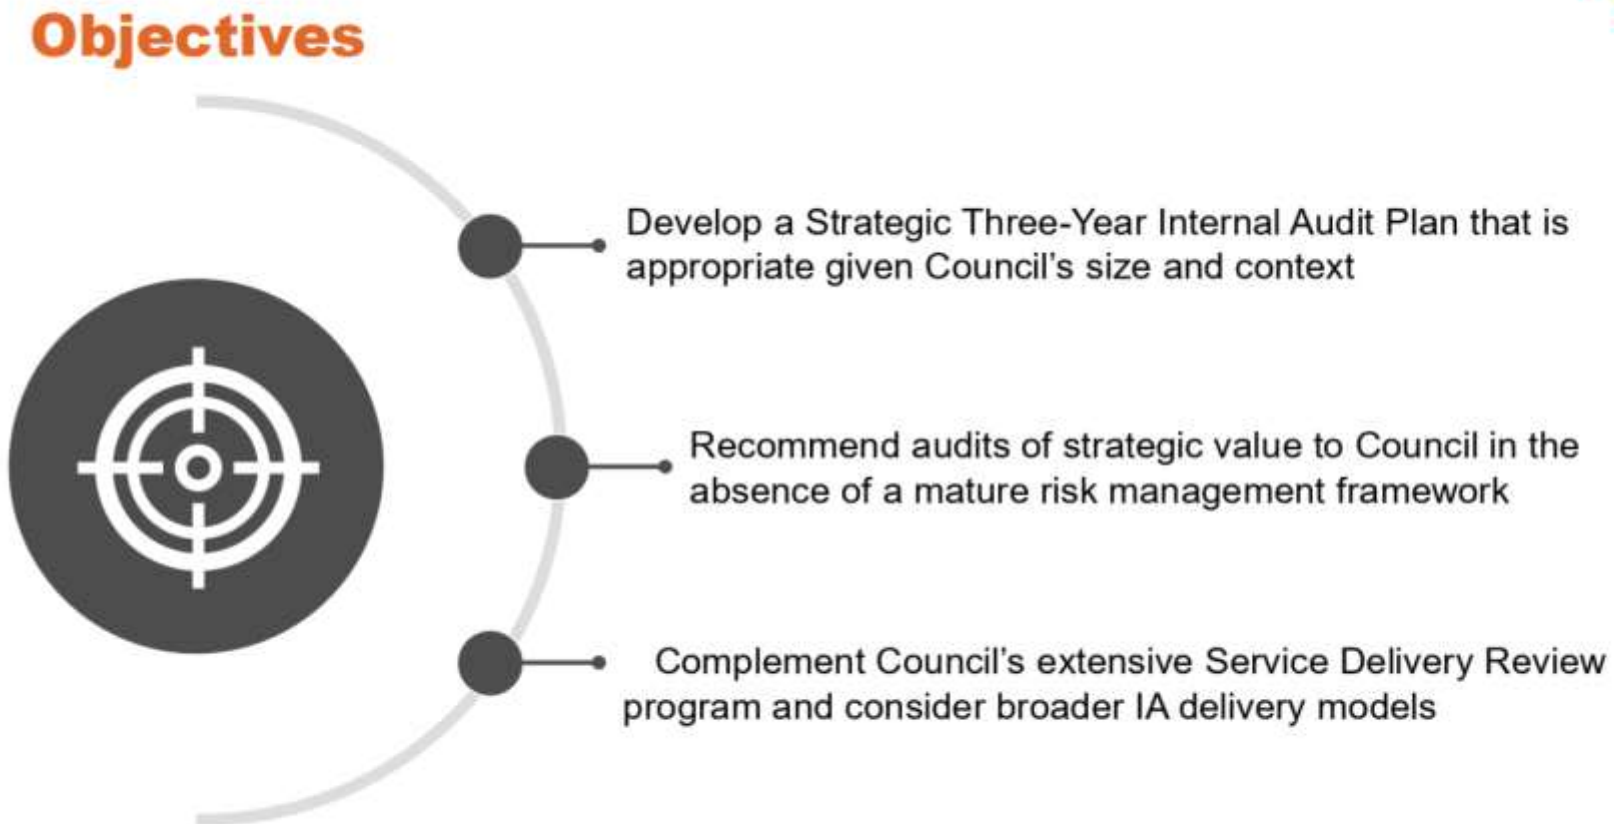 Objectives
Develop a Strategic Three-Year Internal Audit Plan that is
appropriate given Council’s size and context
Recommend audits of strategic value to Council in the
absence of a mature risk management framework
Complement Council’s extensive Service Delivery Review
program and consider broader IA delivery models